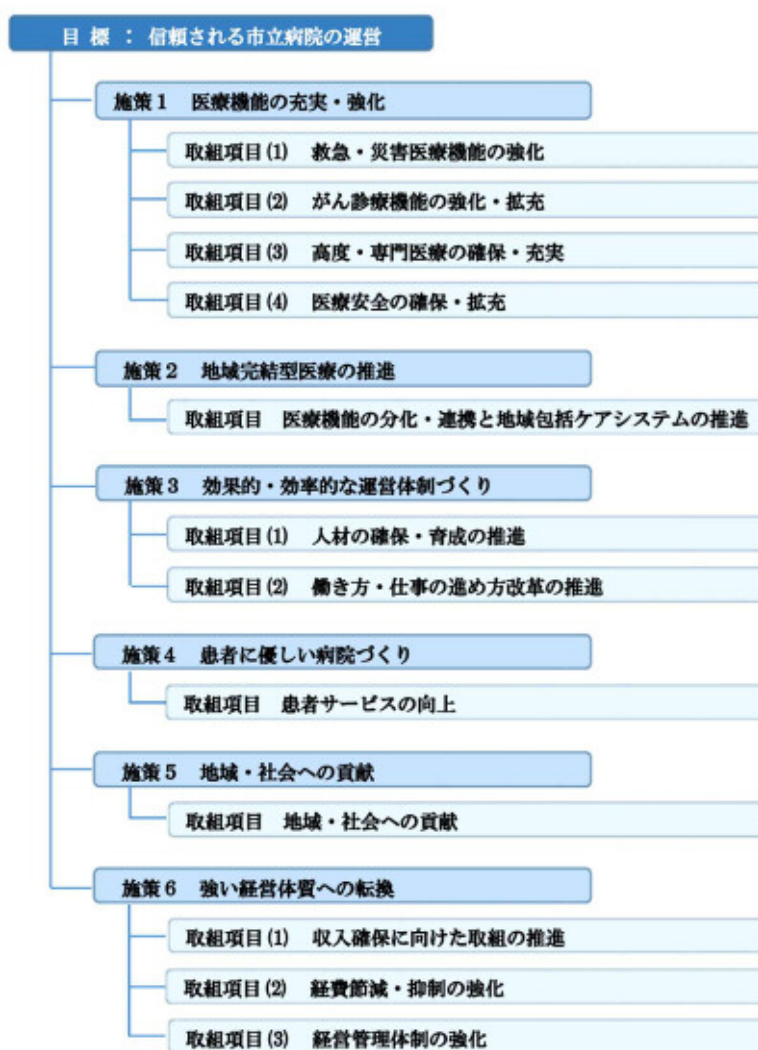 目 標 ： 信頼される市立病院の運営
施策１ 医療機能の充実・強化
取組項目(1) 救急・災害医療機能の強化
取組項目(2) がん診療機能の強化・拡充
取組項目(3) 高度・専門医療の確保・充実
取組項目(4) 医療安全の確保・拡充
施策２ 地域完結型医療の推進
取組項目 医療機能の分化・連携と地域包括ケアシステムの推進
施策３ 効果的・効率的な運営体制づくり
取組項目(1) 人材の確保・育成の推進
取組項目(2) 働き方・仕事の進め方改革の推進
施策４ 患者に優しい病院づくり
取組項目 患者サービスの向上
施策５ 地域・社会への貢献
取組項目 地域・社会への貢献
施策６ 強い経営体質への転換
取組項目(1) 収入確保に向けた取組の推進
取組項目(2) 経費節減・抑制の強化
取組項目(3) 経営管理体制の強化